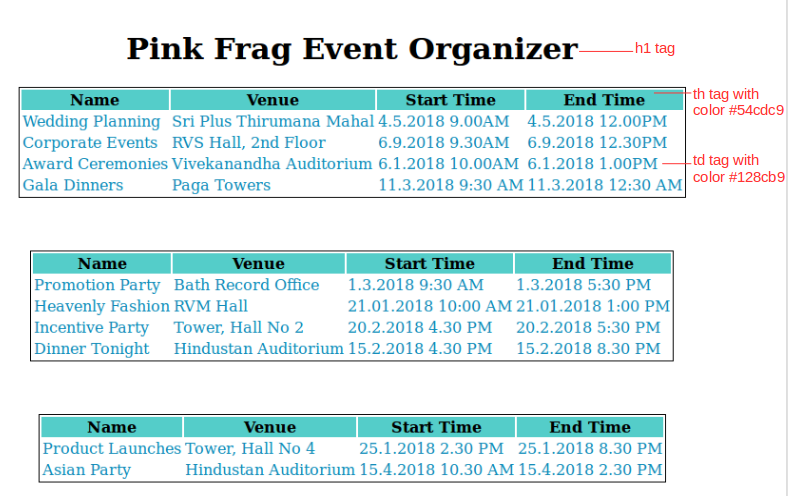 Pink Frag Event Organizer
h1 tag
Name Venue Start Time End Time
th tag with
color #54cdc9
Wedding Planning Sri Plus Thirumana Mahal 4.5.2018 9.00AM 4.5.2018 12.00PM
Corporate Events RVS Hall, 2nd Floor 6.9.2018 9.30AM 6.9.2018 12.30PM
Award Ceremonies Vivekanandha Auditorium 6.1.2018 10.00AM 6.1.2018 1.00PM
td tag with
color #128cb9
Gala Dinners Paga Towers 11.3.2018 9:30 AM 11.3.2018 12:30 AM
Name Venue Start Time End Time
Promotion Party Bath Record Office 1.3.2018 9:30 AM 1.3.2018 5:30 PM
Heavenly Fashion RVM Hall 21.01.2018 10:00 AM 21.01.2018 1:00 PM
Incentive Party Tower, Hall No 2 20.2.2018 4.30 PM 20.2.2018 5:30 PM
Dinner Tonight Hindustan Auditorium 15.2.2018 4.30 PM 15.2.2018 8.30 PM
Name Venue Start Time End Time
Product Launches Tower, Hall No 4 25.1.2018 2.30 PM 25.1.2018 8.30 PM
Asian Party Hindustan Auditorium 15.4.2018 10.30 AM 15.4.2018 2.30 PM